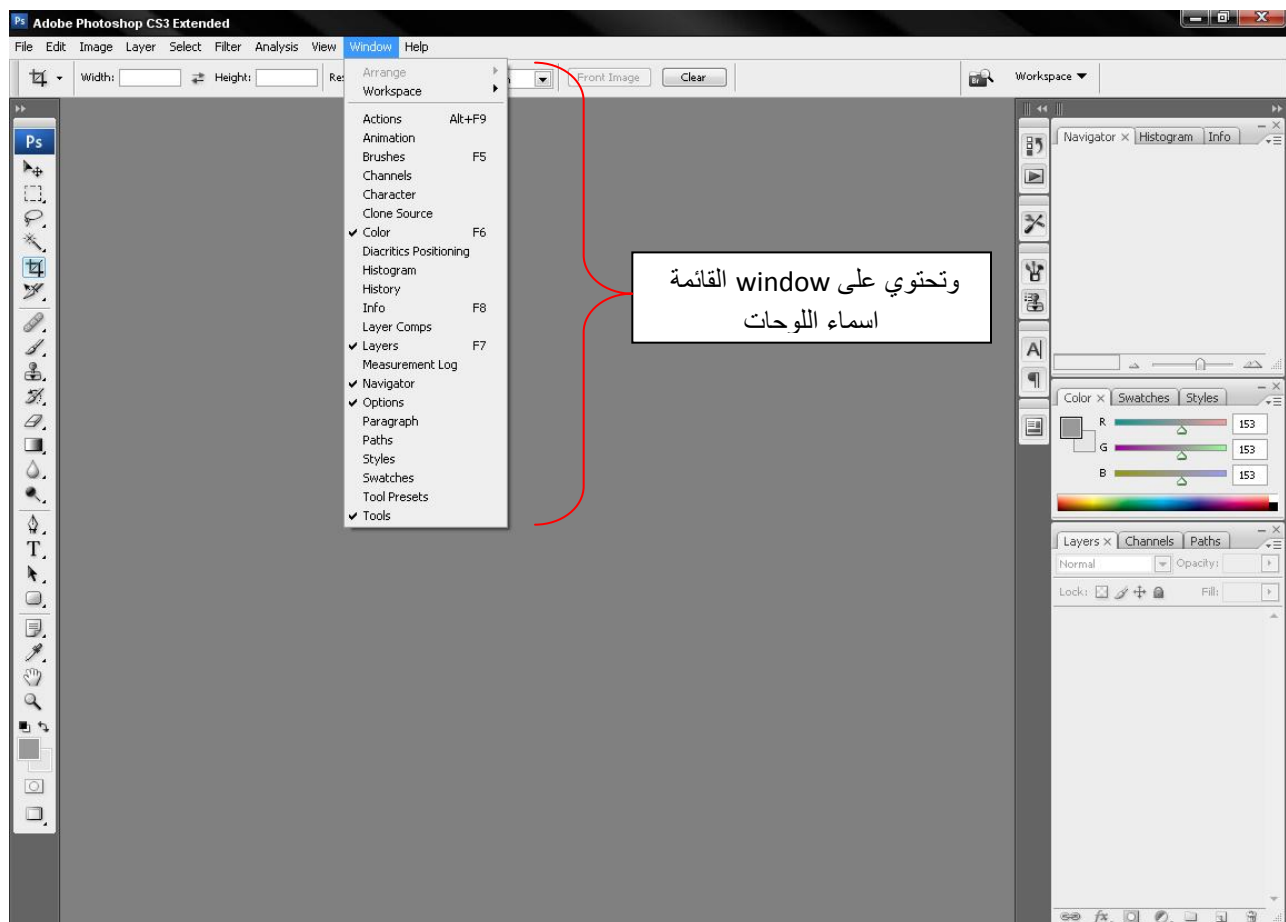 Adobe Photoshop CS3 Extended
File Edit Image Layer Select Filter Analysis View Window Help
Width: Height: Re Front Image Clear Workspace
Arrange
Workspace
Actions Alt+F9
Animation
Brushes F5
Channels
Character
Clone Source
Color F6
Diacritics Positioning
Histogram
History
Info F8
Layer Comps
Layers F7
Measurement Log
Navigator
Options
Paragraph
Paths
Styles
Swatches
Tool Presets
Tools
وتحتوي على window القائمة
اسماء اللوحات
Ps
Navigator Histogram Info
Color Swatches Styles
R 153
G 153
B 153
Layers Channels Paths
Normal Opacity:
Lock: Fill: